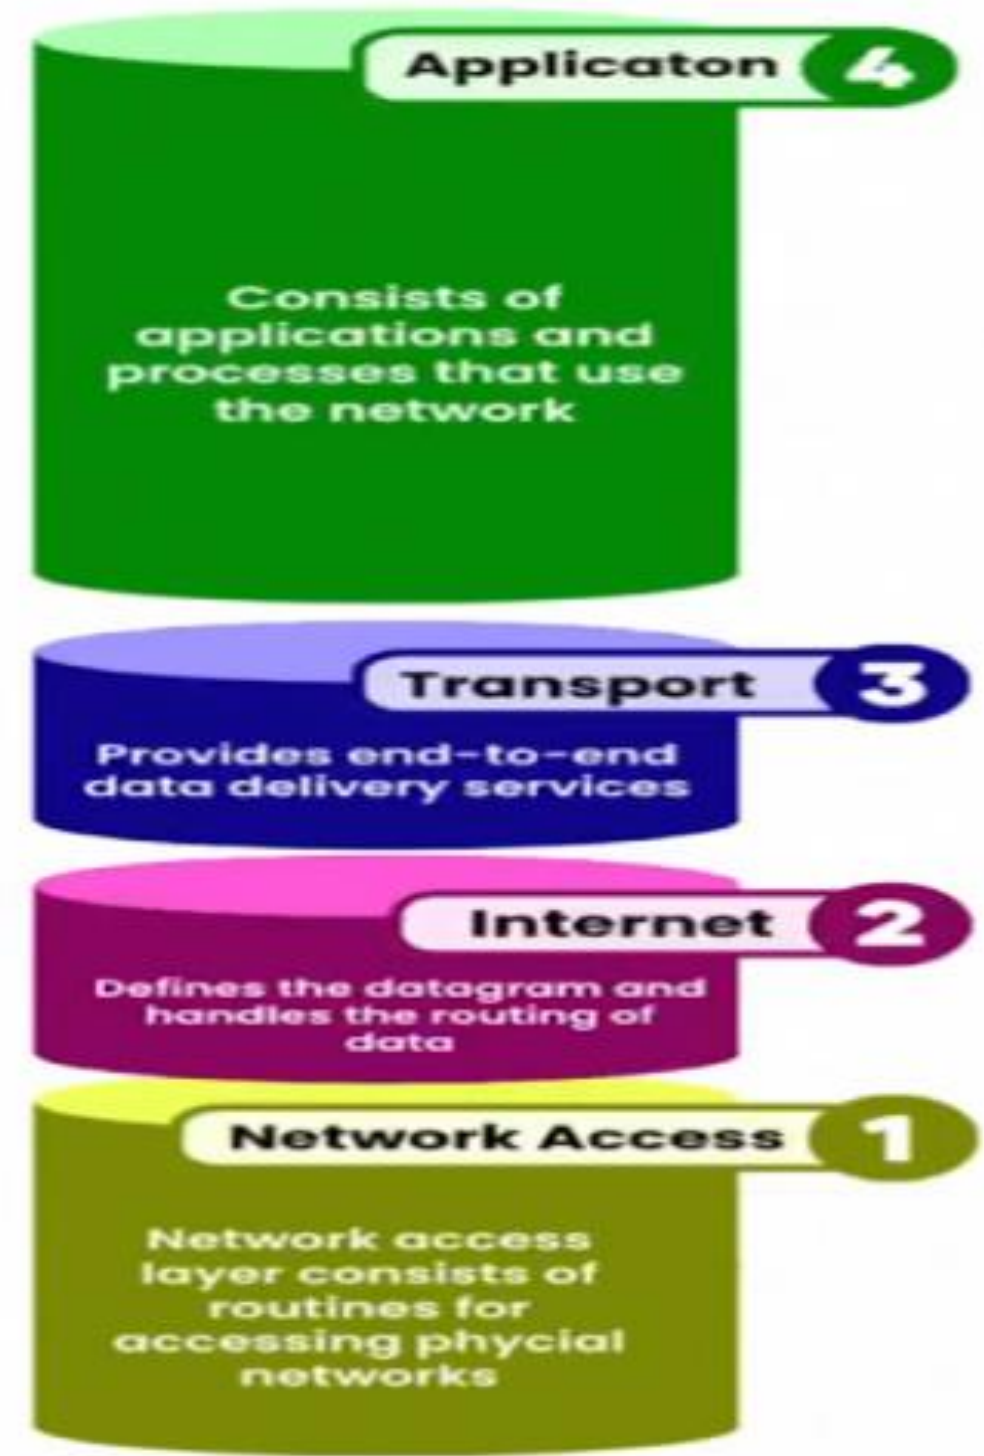 Applicaton 4
Consists of
applications and
processes that use
the network
Transport 3
Provides end-to-end
data delivery services
Internet 2
Defines the datagram and
handles the routing of
data
Network Access 1
Network access
layer consists of
routines for
accessing phycial
networks